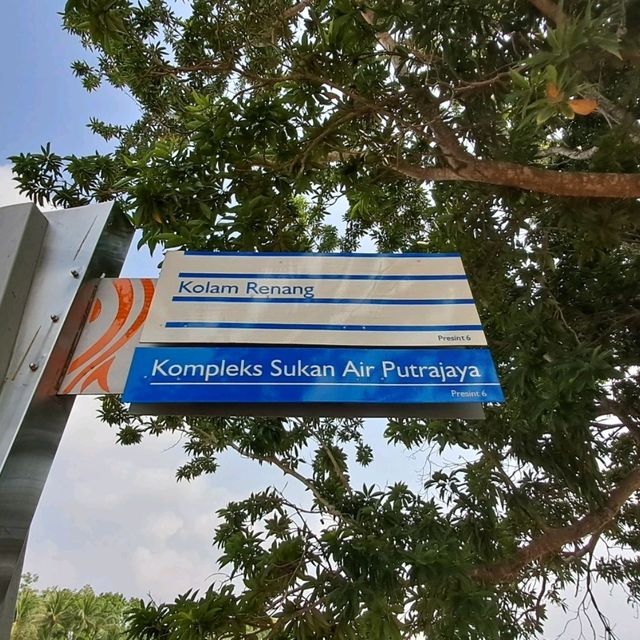 Kolam Renang
Presint 6
Kompleks Sukan Air Putrajaya
Presint 6